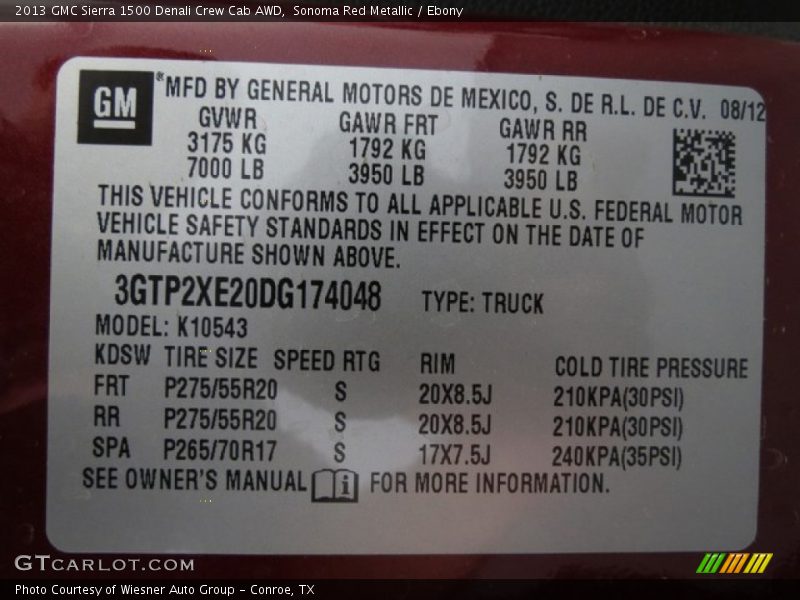 2013 GMC Sierra 1500 Denali Crew Cab AWD, Sonoma Red Metallic / Ebony
GM ® MFD BY GENERAL MOTORS DE MEXICO, S. DE R.L. DE C.V. 08/12
GVWR GAWR FRT GAWR RR
3175 KG 1792 KG 1792 KG
7000 LB 3950 LB 3950 LB
THIS VEHICLE CONFORMS TO ALL APPLICABLE U.S. FEDERAL MOTOR
VEHICLE SAFETY STANDARDS IN EFFECT ON THE DATE OF
MANUFACTURE SHOWN ABOVE.
3GTP2XE20DG174048 TYPE: TRUCK
MODEL: K10543
KDSW TIRE SIZE SPEED RTG RIM COLD TIRE PRESSURE
FRT P275/55R20 S 20X8.5J 210KPA(30PSI)
RR P275/55R20 S 20X8.5J 210KPA(30PSI)
SPA P265/70R17 S 17X7.5J 240KPA(35PSI)
SEE OWNER'S MANUAL i FOR MORE INFORMATION.
GTCARLOT.COM
Photo Courtesy of Wiesner Auto Group - Conroe, TX